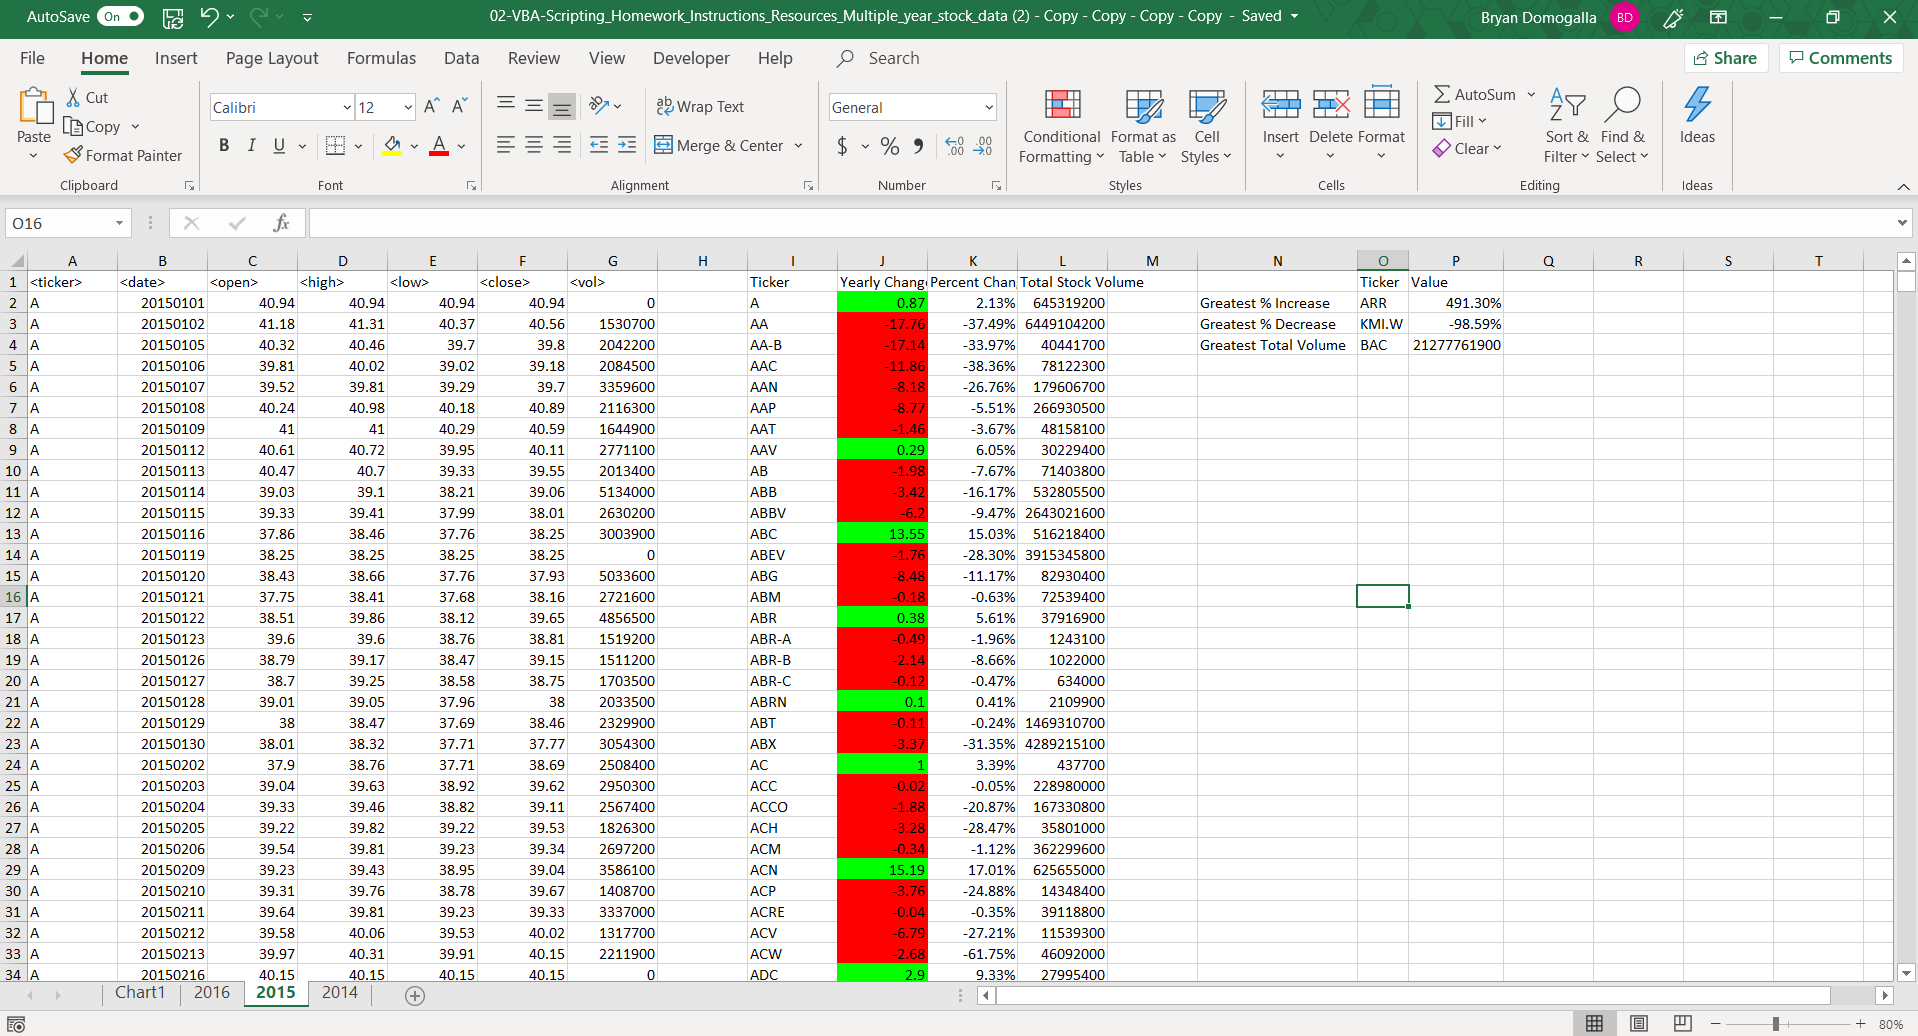 AutoSave On 02-VBA-Scripting_Homework_Instructions_Resources_Multiple_year_stock_data (2) - Copy - Copy - Copy - Copy - Saved Bryan Domogalla BD
File Home Insert Page Layout Formulas Data Review View Developer Help Search Share Comments
Paste Cut Copy Format Painter
Calibri 12 B I U A
ab Wrap Text Merge & Center
General $ % 9
Conditional Formatting Format as Table Cell Styles
Insert Delete Format
AutoSum Fill Clear Sort & Filter Find & Select Ideas
Clipboard Font Alignment Number Styles Cells Editing Ideas
O16 fx
A B C D E F G H I J K L M N O P Q R S T
1 <ticker> <date> <open> <high> <low> <close> <vol> Ticker Yearly Chang Percent Chan Total Stock Volume Ticker Value
2 A 20150101 40.94 40.94 40.94 40.94 0 A 0.87 2.13% 645319200 Greatest % Increase ARR 491.30%
3 A 20150102 41.18 41.31 40.37 40.56 1530700 AA -17.76 -37.49% 6449104200 Greatest % Decrease KMI.W -98.59%
4 A 20150105 40.32 40.46 39.7 39.8 2042200 AA-B -17.14 -33.97% 40441700 Greatest Total Volume BAC 21277761900
5 A 20150106 39.81 40.02 39.02 39.18 2084500 AAC -11.86 -38.36% 78122300
6 A 20150107 39.52 39.81 39.29 39.7 3359600 AAN -8.18 -26.76% 179606700
7 A 20150108 40.24 40.98 40.18 40.89 2116300 AAP -8.77 -5.51% 266930500
8 A 20150109 41 41 40.29 40.59 1644900 AAT -1.46 -3.67% 48158100
9 A 20150112 40.61 40.72 39.95 40.11 2771100 AAV 0.29 6.05% 30229400
10 A 20150113 40.47 40.7 39.33 39.55 2013400 AB -1.98 -7.67% 71403800
11 A 20150114 39.03 39.1 38.21 39.06 5134000 ABB -3.42 -16.17% 532805500
12 A 20150115 39.33 39.41 37.99 38.01 2630200 ABBV -6.2 -9.47% 2643021600
13 A 20150116 37.86 38.46 37.76 38.25 3003900 ABC 13.55 15.03% 516218400
14 A 20150119 38.25 38.25 38.25 38.25 0 ABEV -1.76 -28.30% 3915345800
15 A 20150120 38.43 38.66 37.76 37.93 5033600 ABG -8.48 -11.17% 82930400
16 A 20150121 37.75 38.41 37.68 38.16 2721600 ABM -0.18 -0.63% 72539400
17 A 20150122 38.51 39.86 38.12 39.65 4856500 ABR 0.38 5.61% 37916900
18 A 20150123 39.6 39.6 38.76 38.81 1519200 ABR-A -0.49 -1.96% 1243100
19 A 20150126 38.79 39.17 38.47 39.15 1511200 ABR-B -2.14 -8.66% 1022000
20 A 20150127 38.7 39.25 38.58 38.75 1703500 ABR-C -0.12 -0.47% 634000
21 A 20150128 39.01 39.05 37.96 38 2033500 ABRN 0.1 0.41% 2109900
22 A 20150129 38 38.47 37.69 38.46 2329900 ABT -0.11 -0.24% 1469310700
23 A 20150130 38.01 38.32 37.71 37.77 3054300 ABX -3.37 -31.35% 4289215100
24 A 20150202 37.9 38.76 37.71 38.69 2508400 AC 1 3.39% 437700
25 A 20150203 39.04 39.63 38.92 39.62 2950300 ACC -0.02 -0.05% 228980000
26 A 20150204 39.33 39.46 38.82 39.11 2567400 ACCO -1.88 -20.87% 167330800
27 A 20150205 39.22 39.82 39.22 39.53 1826300 ACH -3.28 -28.47% 35801000
28 A 20150206 39.54 39.81 39.23 39.34 2697200 ACM -0.34 -1.12% 362299600
29 A 20150209 39.23 39.43 38.95 39.04 3586100 ACN 15.19 17.01% 625655000
30 A 20150210 39.31 39.76 38.78 39.67 1408700 ACP -3.76 -24.88% 14348400
31 A 20150211 39.64 39.81 39.23 39.33 3337000 ACRE -0.04 -0.35% 39118800
32 A 20150212 39.58 40.06 39.53 40.02 1317700 ACV -6.79 -27.21% 11539300
33 A 20150213 39.97 40.31 39.91 40.15 2211900 ACW -2.68 -61.75% 46092000
34 A 20150216 40.15 40.15 40.15 40.15 0 ADC 2.9 9.33% 27995400
Chart1 2016 2015 2014
80%